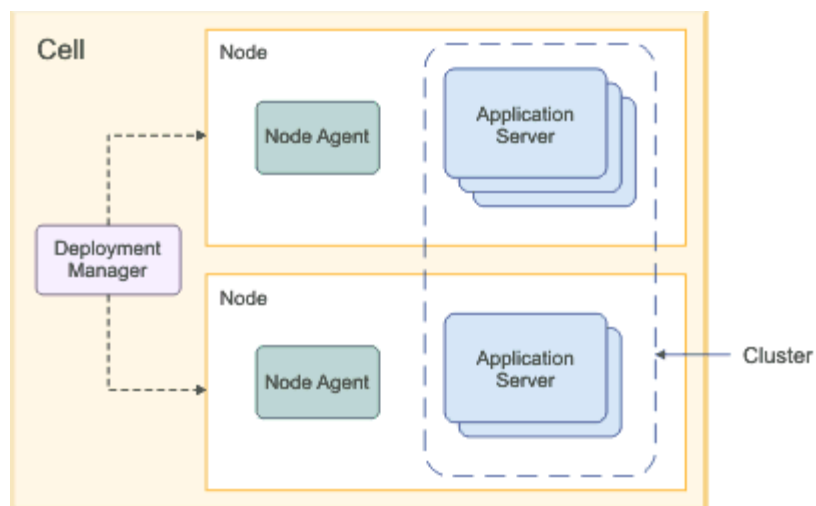 Cell
Node
Node Agent
Application
Server
Deployment
Manager
Node
Node Agent
Application
Server
Cluster